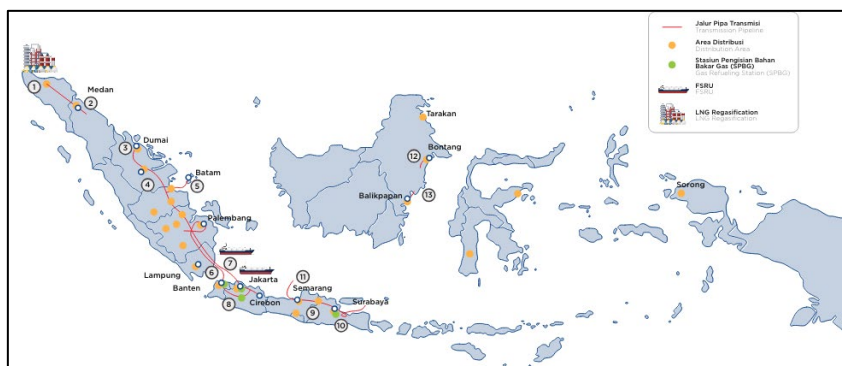 Jalur Pipa Transmisi
Transmission Pipeline
Area Distribusi
Distribution Area
Stasiun Pengisian Bahan
Bakar Gas (SPBG)
Gas Refueling Station (SPBG)
FSRU
FSRU
LNG Regasification
LNG Regasification
1
Medan
2
Tarakan
3
Dumai
Bontang
12
4
Batam
5
Sorong
13
Balikpapan
Palembang
7
Lampung
6
11
Jakarta
Semarang
Banten
Surabaya
8
Cirebon
9
10